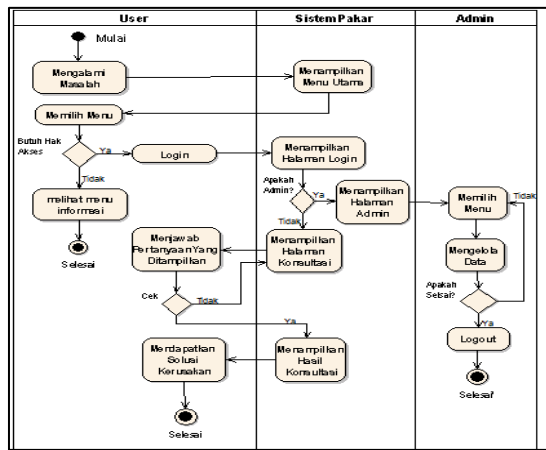 User
Sistem Pakar
Admin
Mulai
Mengalami
Masalah
Menampilkan
Menu Utama
Memilih Menu
Butuh Hak
Akses
Ya
Login
Menampilkan
Halaman Login
Tidak
Apakah
Admin?
Ya
Menampilkan
Halaman
Admin
Memilih
Menu
Tidak
melihat menu
informasi
Tidak
Selesai
Menjawab
Pertanyaan Yang
Ditampilkan
Menampilkan
Halaman
Konsultasi
Mengelola
Data
Cek
Tidak
Apakah
Selsai?
Ya
Ya
Logout
Mendapatkan
Solusi
Kerusakan
Menampilkan
Hasil
Konsultasi
Selesai'
Selesai